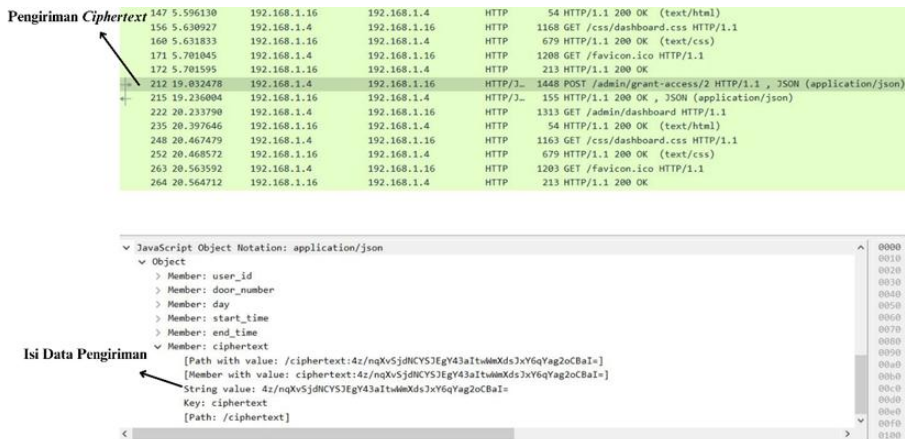 Pengiriman Ciphertext
147 5.596130 192.168.1.16 192.168.1.4 HTTP 54 HTTP/1.1 200 OK (text/html)
156 5.630927 192.168.1.4 192.168.1.16 HTTP 1168 GET /css/dashboard.css HTTP/1.1
160 5.631833 192.168.1.16 192.168.1.4 HTTP 679 HTTP/1.1 200 OK (text/css)
171 5.701045 192.168.1.4 192.168.1.16 HTTP 1208 GET /favicon.ico HTTP/1.1
172 5.701595 192.168.1.16 192.168.1.4 HTTP 213 HTTP/1.1 200 OK
212 19.032478 192.168.1.4 192.168.1.16 HTTP/J… 1448 POST /admin/grant-access/2 HTTP/1.1 , JSON (application/json)
215 19.236004 192.168.1.16 192.168.1.4 HTTP/J… 155 HTTP/1.1 200 OK , JSON (application/json)
222 20.233790 192.168.1.4 192.168.1.16 HTTP 1313 GET /admin/dashboard HTTP/1.1
235 20.397646 192.168.1.16 192.168.1.4 HTTP 54 HTTP/1.1 200 OK (text/html)
248 20.467479 192.168.1.4 192.168.1.16 HTTP 1163 GET /css/dashboard.css HTTP/1.1
252 20.468572 192.168.1.16 192.168.1.4 HTTP 679 HTTP/1.1 200 OK (text/css)
263 20.563592 192.168.1.4 192.168.1.16 HTTP 1203 GET /favicon.ico HTTP/1.1
264 20.564712 192.168.1.16 192.168.1.4 HTTP 213 HTTP/1.1 200 OK
JavaScript Object Notation: application/json
Object
Member: user_id
Member: door_number
Member: day
Member: start_time
Member: end_time
Member: ciphertext
[Path with value: /ciphertext:4z/nqXvSjdNCYSJEgY43aItwWmXdsJxY6qYag2oCBaI=]
[Member with value: ciphertext:4z/nqXvSjdNCYSJEgY43aItwWmXdsJxY6qYag2oCBaI=]
Isi Data Pengiriman
String value: 4z/nqXvSjdNCYSJEgY43aItwWmXdsJxY6qYag2oCBaI=
Key: ciphertext
[Path: /ciphertext]
0000
0010
0020
0030
0040
0050
0060
0070
0080
0090
00a0
00b0
00c0
00d0
00e0
00f0
0100